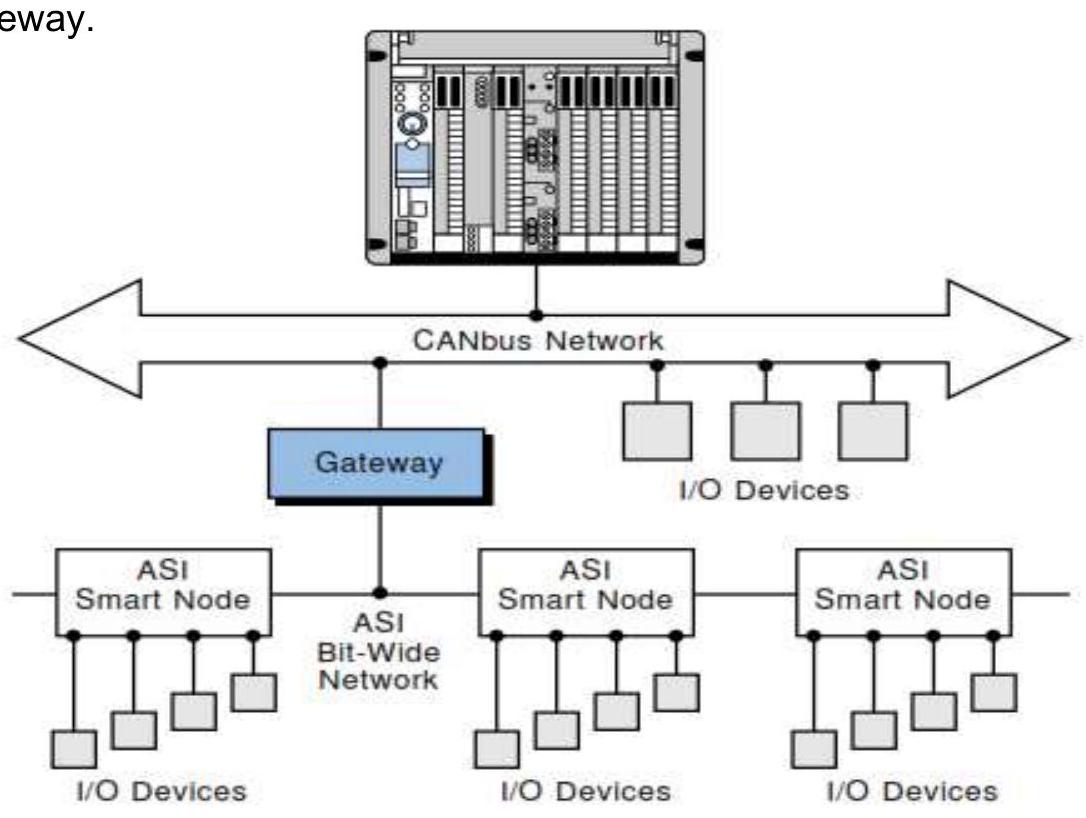 eway.
CANbus Network
Gateway
I/O Devices
ASI
Smart Node
ASI
Bit-Wide
Network
ASI
Smart Node
ASI
Smart Node
I/O Devices
I/O Devices
I/O Devices